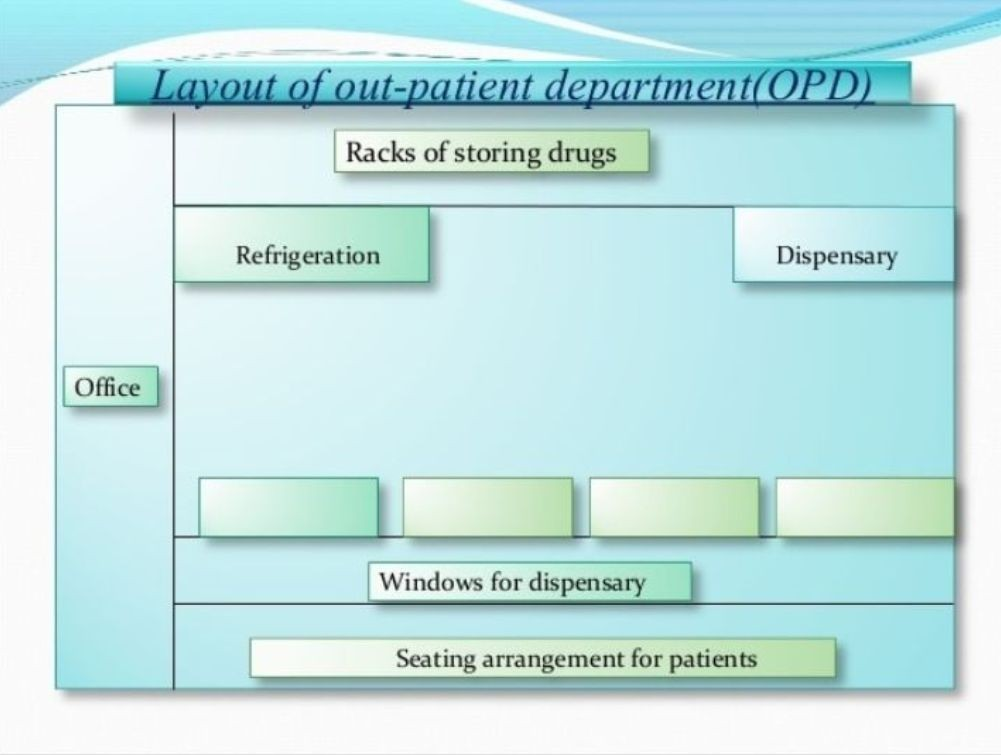 Layout of out-patient department(OPD)
Racks of storing drugs
Refrigeration
Dispensary
Office
Windows for dispensary
Seating arrangement for patients